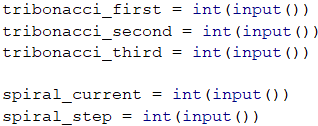 tribonacci_first = int(input())
tribonacci_second = int(input())
tribonacci_third = int(input())
spiral_current = int(input())
spiral_step = int(input())